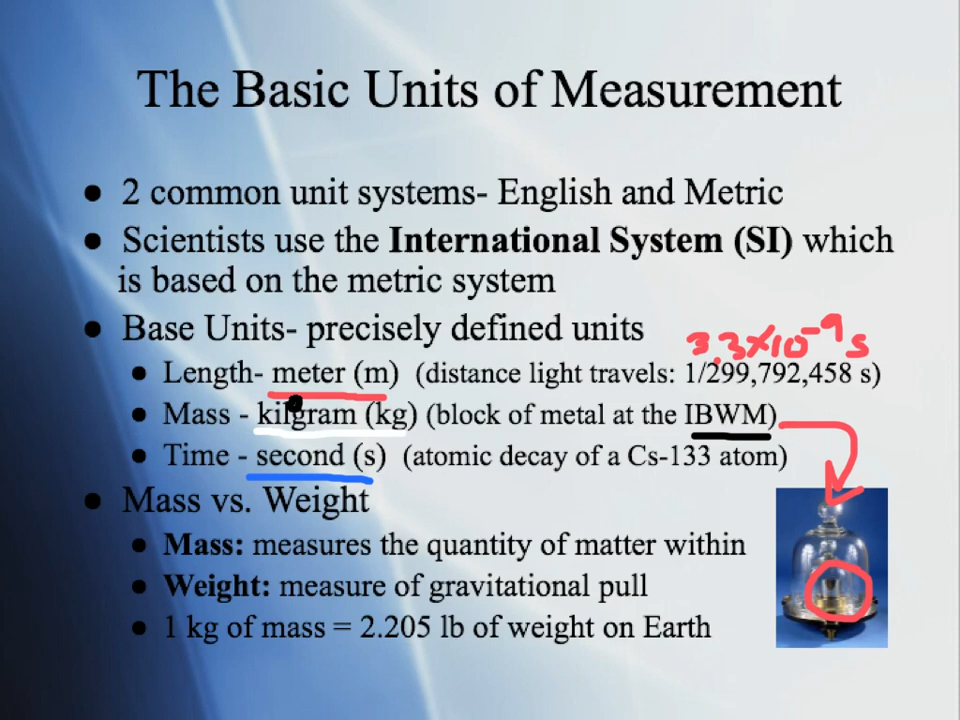 The Basic Units of Measurement
● 2 common unit systems- English and Metric
● Scientists use the International System (SI) which
is based on the metric system
● Base Units- precisely defined units
3.3×10⁻⁹ s
● Length- meter (m) (distance light travels: 1/299,792,458 s)
● Mass - kilogram (kg) (block of metal at the IBWM)
● Time - second (s) (atomic decay of a Cs-133 atom)
● Mass vs. Weight
● Mass: measures the quantity of matter within
● Weight: measure of gravitational pull
● 1 kg of mass = 2.205 lb of weight on Earth